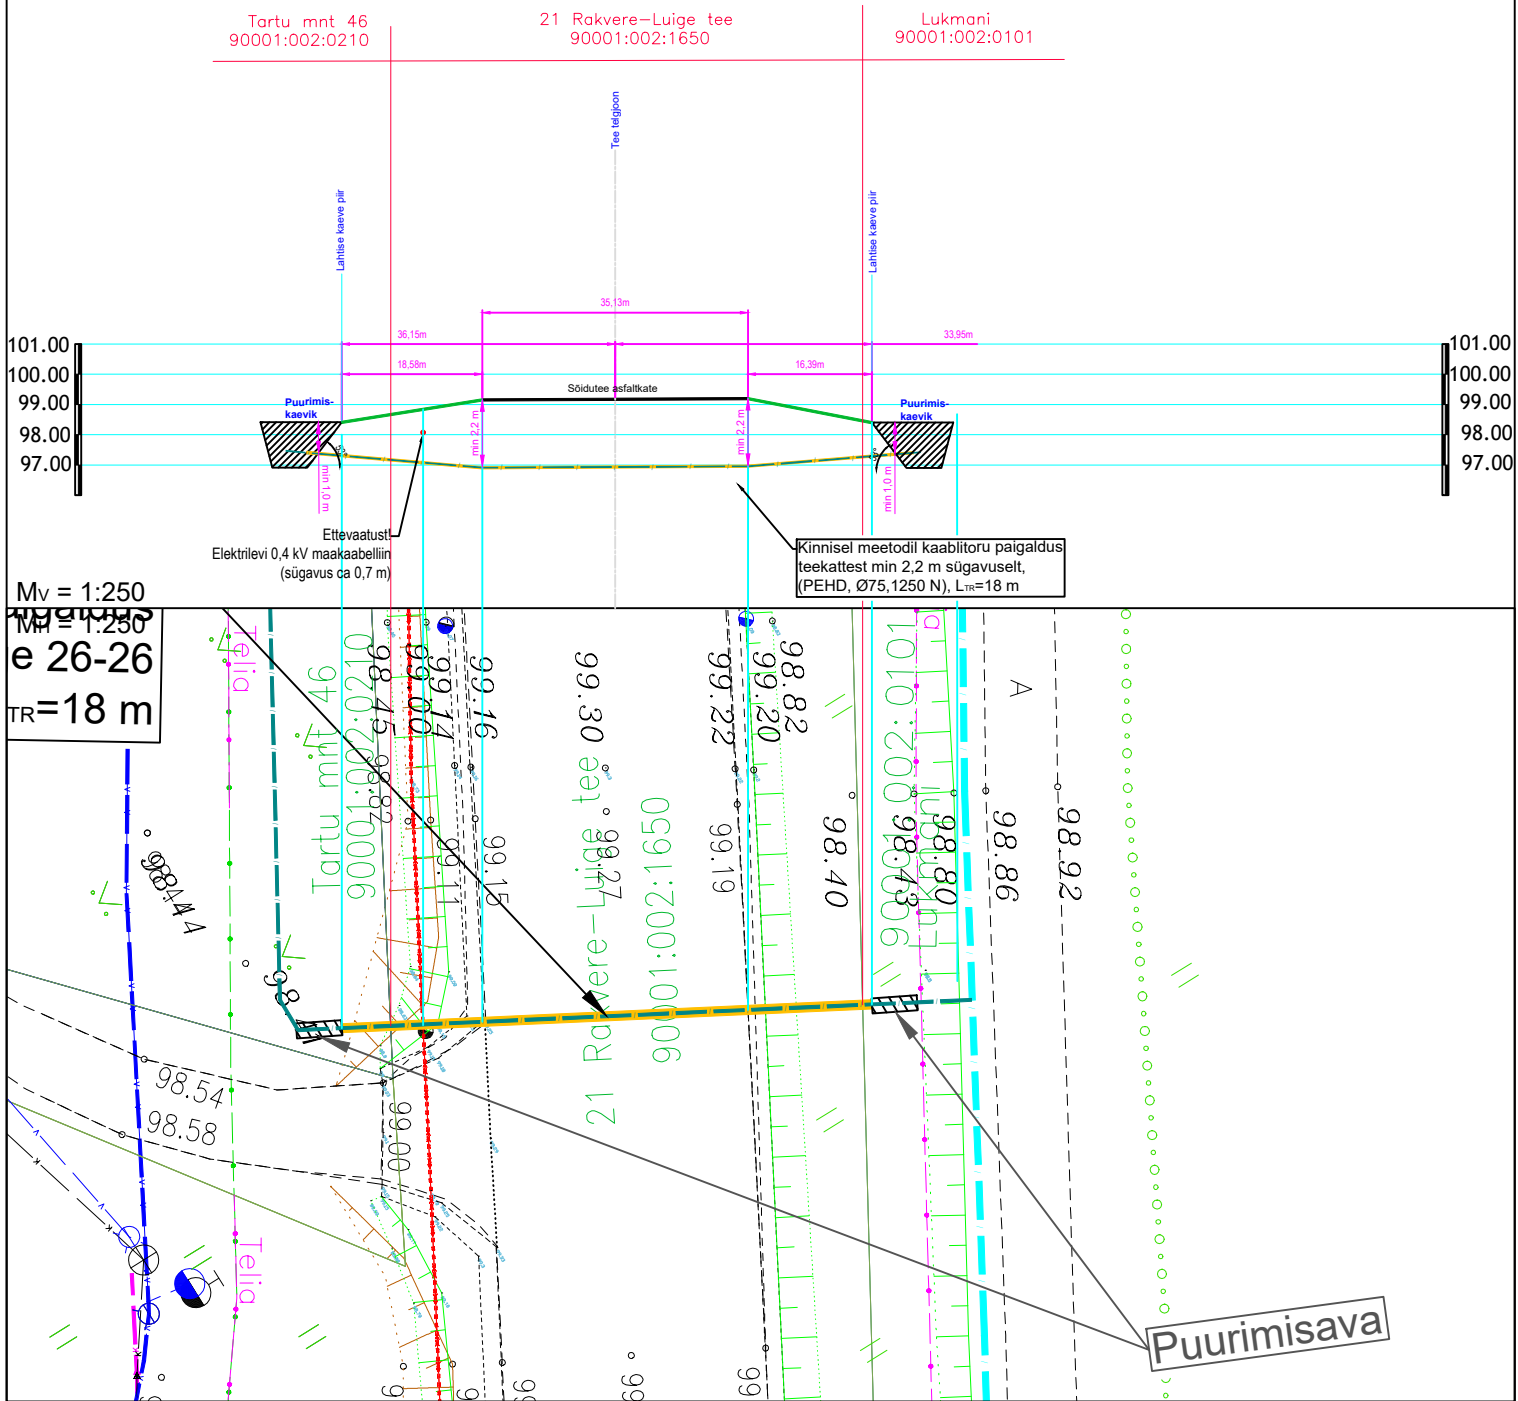 Tartu mnt 46
90001:002:0210
21 Rakvere-Luige tee
90001:002:1650
Lukmani
90001:002:0101
Tee telgjoon
Lahtise kaeve piir
Lahtise kaeve piir
35,13m
36,15m
33,95m
18,58m
16,39m
101.00
100.00
99.00
98.00
97.00
101.00
100.00
99.00
98.00
97.00
Sõidutee asfaltkate
Puurimis-
kaevik
Puurimis-
kaevik
min 2,2 m
min 2,2 m
min 1,0 m
min 1,0 m
Ettevaatust!
Elektrilevi 0,4 kV maakaabelliin
(sügavus ca 0,7 m)
Kinnisel meetodil kaablitoru paigaldus
teekattest min 2,2 m sügavuselt,
(PEHD, Ø75,1250 N), LTR=18 m
Mv = 1:250
MH = 1:250
e 26-26
TR=18 m
Telia
Tartu mnt 46
90001:002:0210
98.45
99.00
99.14
99.16
99.30
99.22
99.20
98.82
98.82
99.11
99.15
99.27
99.19
98.40
98.43
98.80
98.86
98.92
A
21 Rakvere-Luige tee
90001:002:1650
90001:002:0101
Lukmani
98.44
98.54
98.58
99.00
Telia
Puurimisava